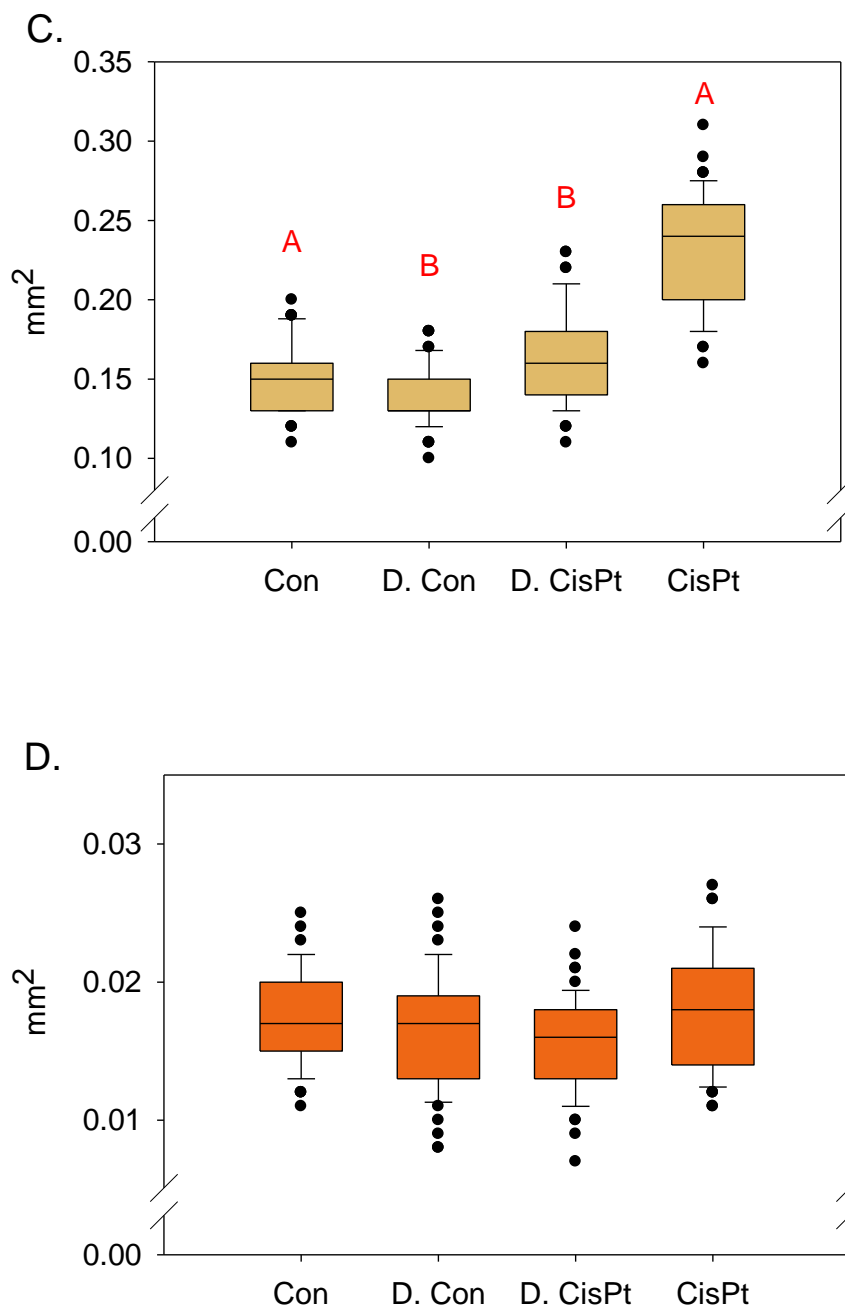 C.
0.35
A
0.30
0.25
B
A
B
0.20
mm2
0.15
0.10
0.00
Con D. Con D. CisPt CisPt
D.
0.03
mm2
0.02
0.01
0.00
Con D. Con D. CisPt CisPt